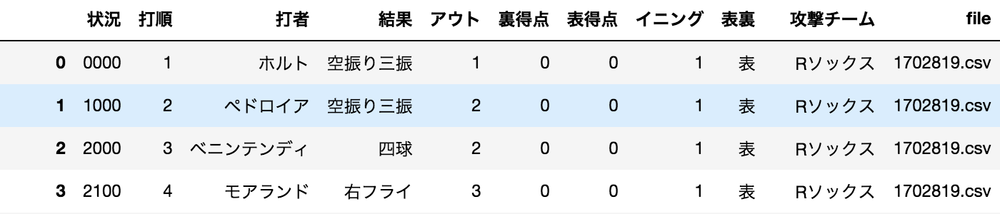 状況 打順 打者 結果 アウト 裏得点 表得点 イニング 表裏 攻撃チーム file
0 0000 1 ホルト 空振り三振 1 0 0 1 表 Rソックス 1702819.csv
1 1000 2 ペドロイア 空振り三振 2 0 0 1 表 Rソックス 1702819.csv
2 2000 3 ベニンテンディ 四球 2 0 0 1 表 Rソックス 1702819.csv
3 2100 4 モアランド 右フライ 3 0 0 1 表 Rソックス 1702819.csv